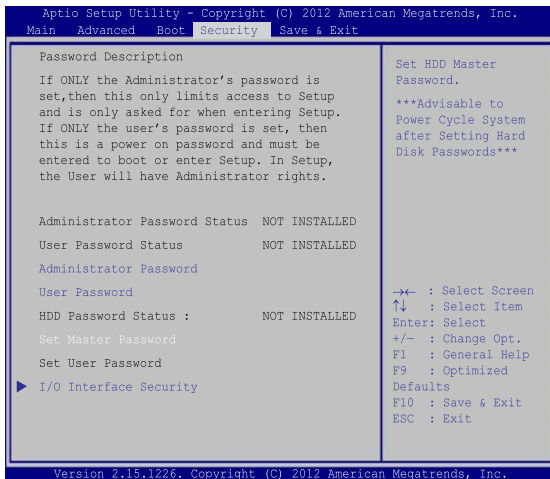 Aptio Setup Utility - Copyright (C) 2012 American Megatrends, Inc.
Main Advanced Boot Security Save & Exit
Password Description
If ONLY the Administrator's password is
set,then this only limits access to Setup
and is only asked for when entering Setup.
If ONLY the user's password is set, then
this is a power on password and must be
entered to boot or enter Setup. In Setup,
the User will have Administrator rights.
Administrator Password Status NOT INSTALLED
User Password Status NOT INSTALLED
Administrator Password
User Password
HDD Password Status : NOT INSTALLED
Set Master Password
Set User Password
I/O Interface Security
Set HDD Master
Password.
***Advisable to
Power Cycle System
after Setting Hard
Disk Passwords***
→← : Select Screen
↑↓ : Select Item
Enter: Select
+/— : Change Opt.
F1 : General Help
F9 : Optimized
Defaults
F10 : Save & Exit
ESC : Exit
Version 2.15.1226. Copyright (C) 2012 American Megatrends, Inc.